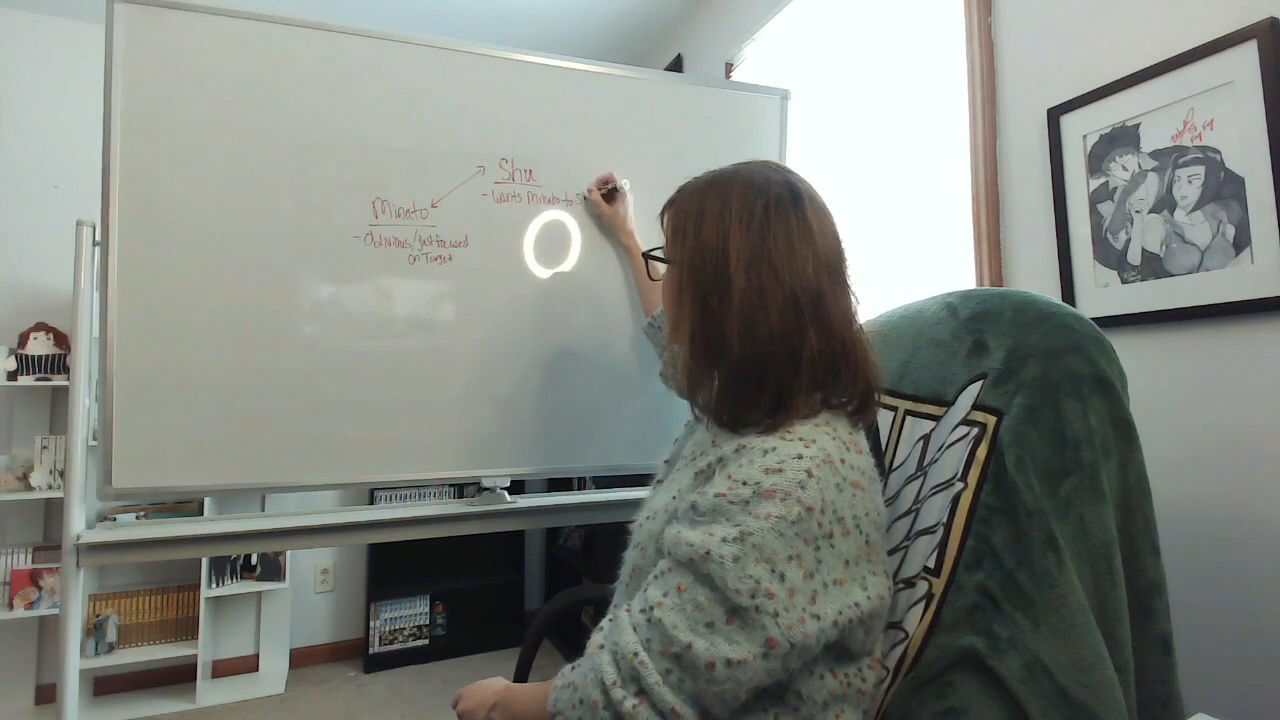 Shu
- Wants Minato to S
Minato
- Oblivious/just focused
on Target